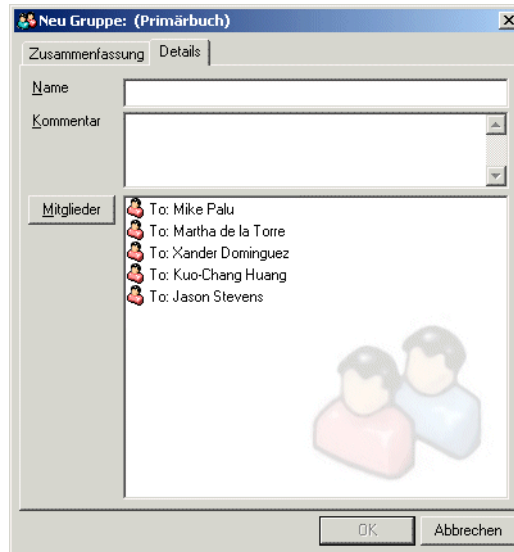 Neu Gruppe: (Primärbuch)
Zusammenfassung Details
Name
Kommentar
Mitglieder
To: Mike Palu
To: Martha de la Torre
To: Xander Dominguez
To: Kuo-Chang Huang
To: Jason Stevens
OK Abbrechen